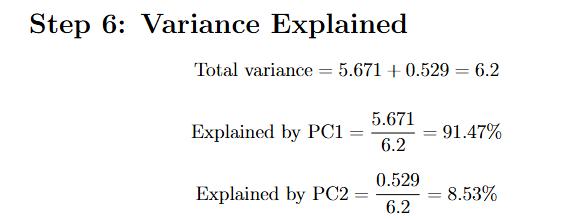 Step 6: Variance Explained
Total variance = 5.671 + 0.529 = 6.2
Explained by PC1 = 5.671/6.2 = 91.47%
Explained by PC2 = 0.529/6.2 = 8.53%